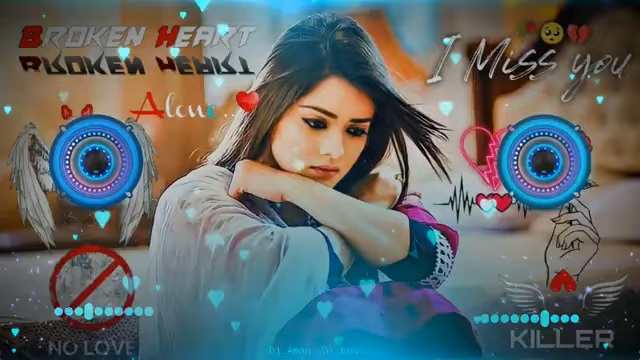 BROKEN HEART
BROKEN HEART
I Miss you
Alone..
NO LOVE
KILLER